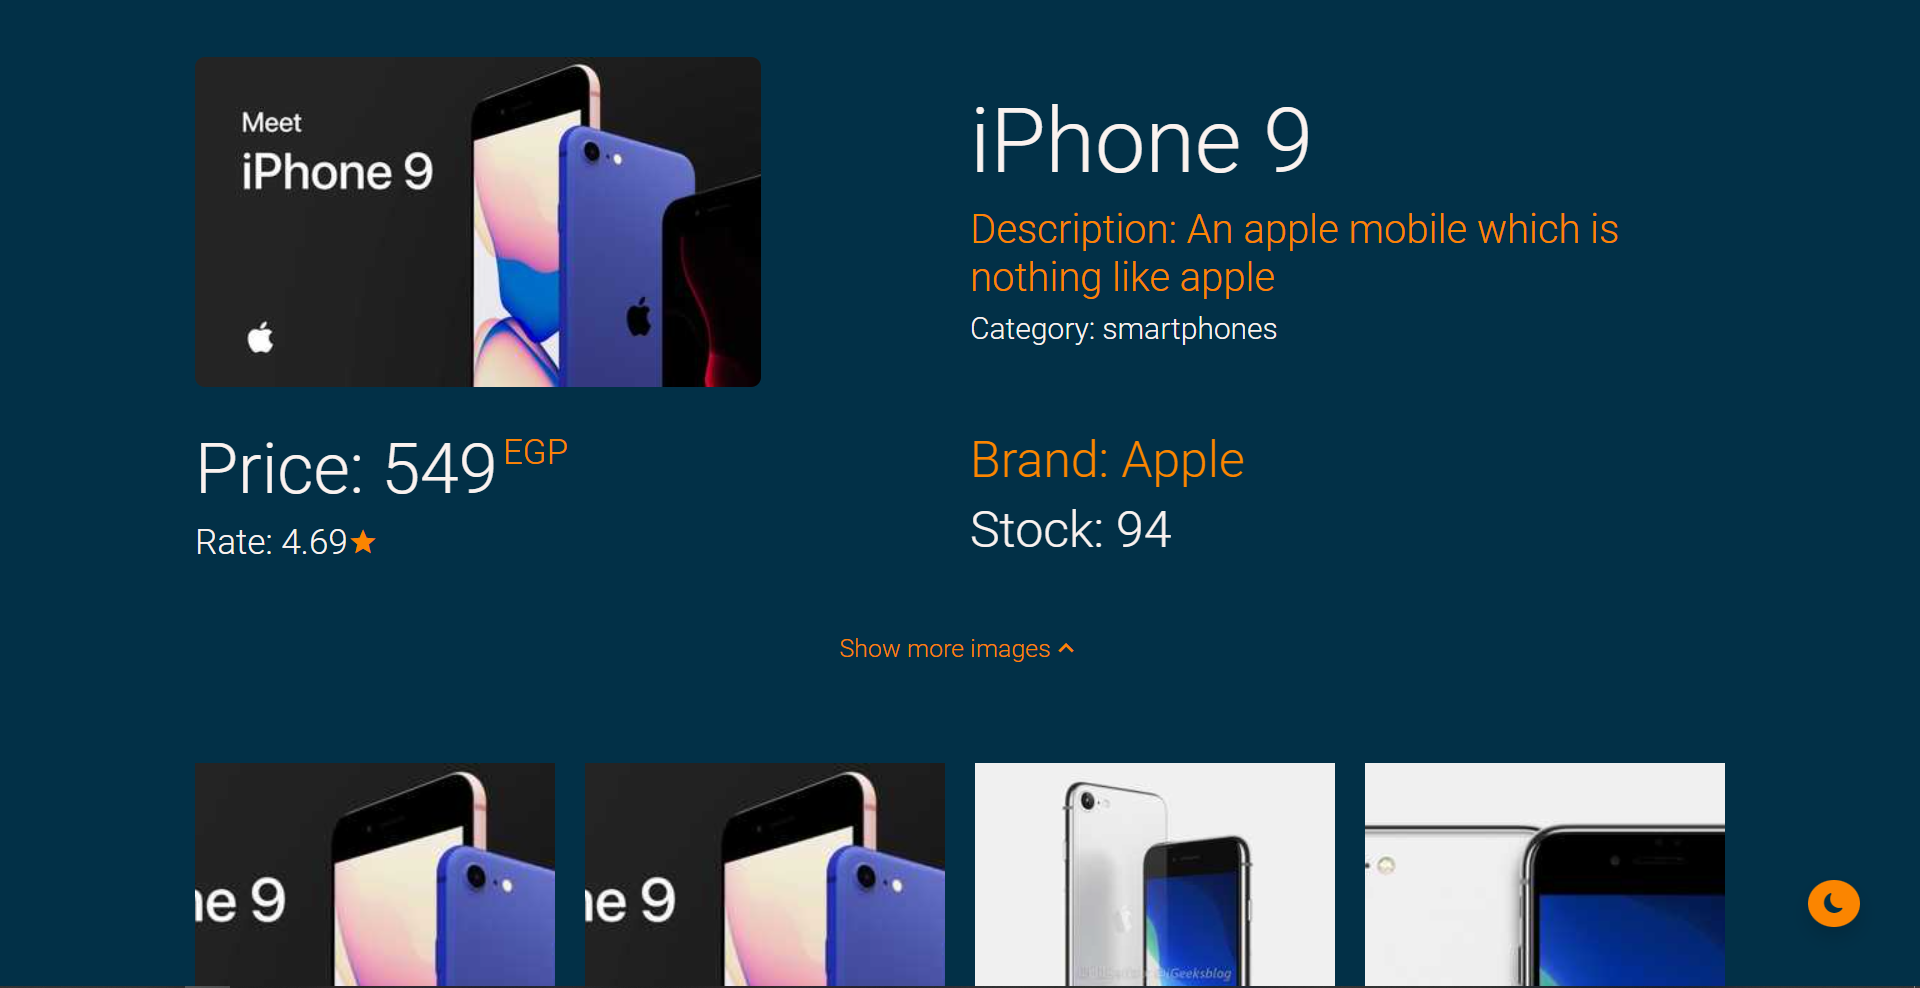 Meet
iPhone 9
iPhone 9
Description: An apple mobile which is
nothing like apple
Category: smartphones
Price: 549 EGP
Rate: 4.69
Brand: Apple
Stock: 94
Show more images
ne 9
ne 9
@iGeeksblog